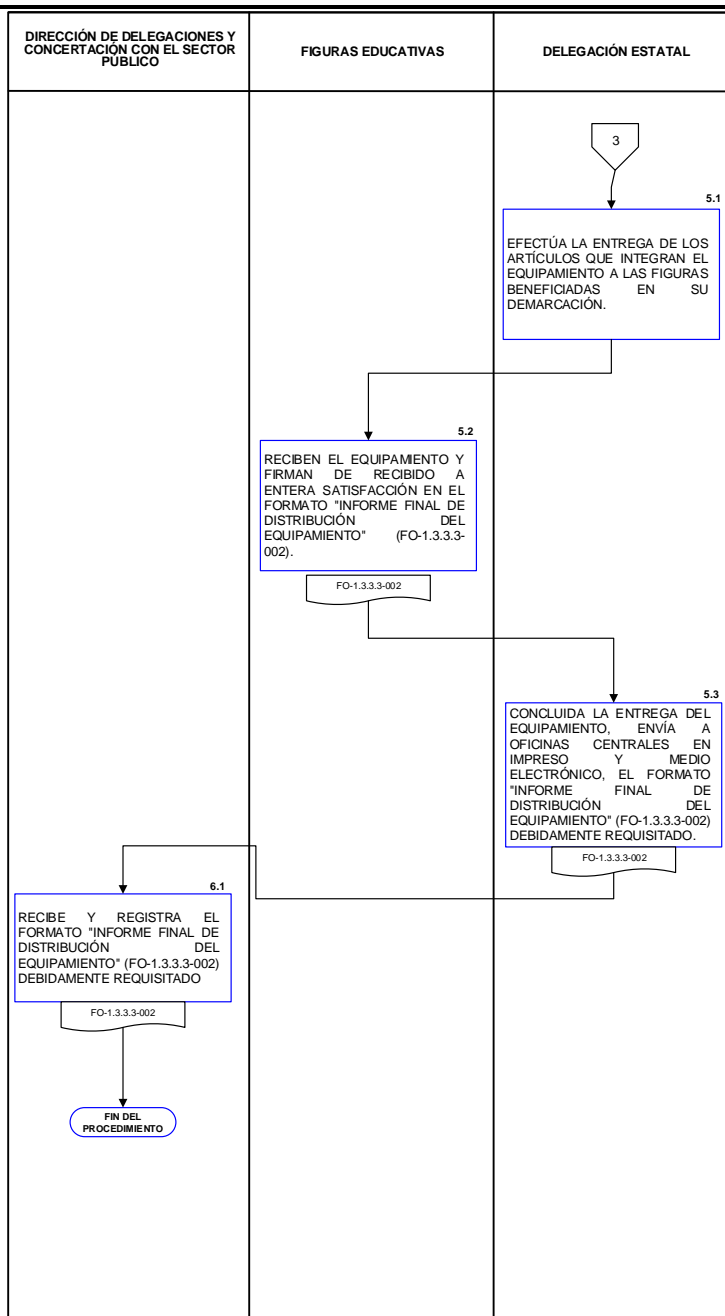 DIRECCIÓN DE DELEGACIONES Y
CONCERTACIÓN CON EL SECTOR
PÚBLICO
FIGURAS EDUCATIVAS
DELEGACIÓN ESTATAL
3
5.1
EFECTÚA LA ENTREGA DE LOS
ARTÍCULOS QUE INTEGRAN EL
EQUIPAMIENTO A LAS FIGURAS
BENEFICIADAS EN SU
DEMARCACIÓN.
5.2
RECIBEN EL EQUIPAMIENTO Y
FIRMAN DE RECIBIDO A
ENTERA SATISFACCIÓN EN EL
FORMATO "INFORME FINAL DE
DISTRIBUCIÓN DEL
EQUIPAMIENTO" (FO-1.3.3.3-
002).
FO-1.3.3.3-002
5.3
CONCLUIDA LA ENTREGA DEL
EQUIPAMIENTO, ENVÍA A
OFICINAS CENTRALES EN
IMPRESO Y MEDIO
ELECTRÓNICO, EL FORMATO
"INFORME FINAL DE
DISTRIBUCIÓN DEL
EQUIPAMIENTO" (FO-1.3.3.3-002)
DEBIDAMENTE REQUISITADO.
FO-1.3.3.3-002
6.1
RECIBE Y REGISTRA EL
FORMATO "INFORME FINAL DE
DISTRIBUCIÓN DEL
EQUIPAMIENTO" (FO-1.3.3.3-002)
DEBIDAMENTE REQUISITADO
FO-1.3.3.3-002
FIN DEL
PROCEDIMIENTO